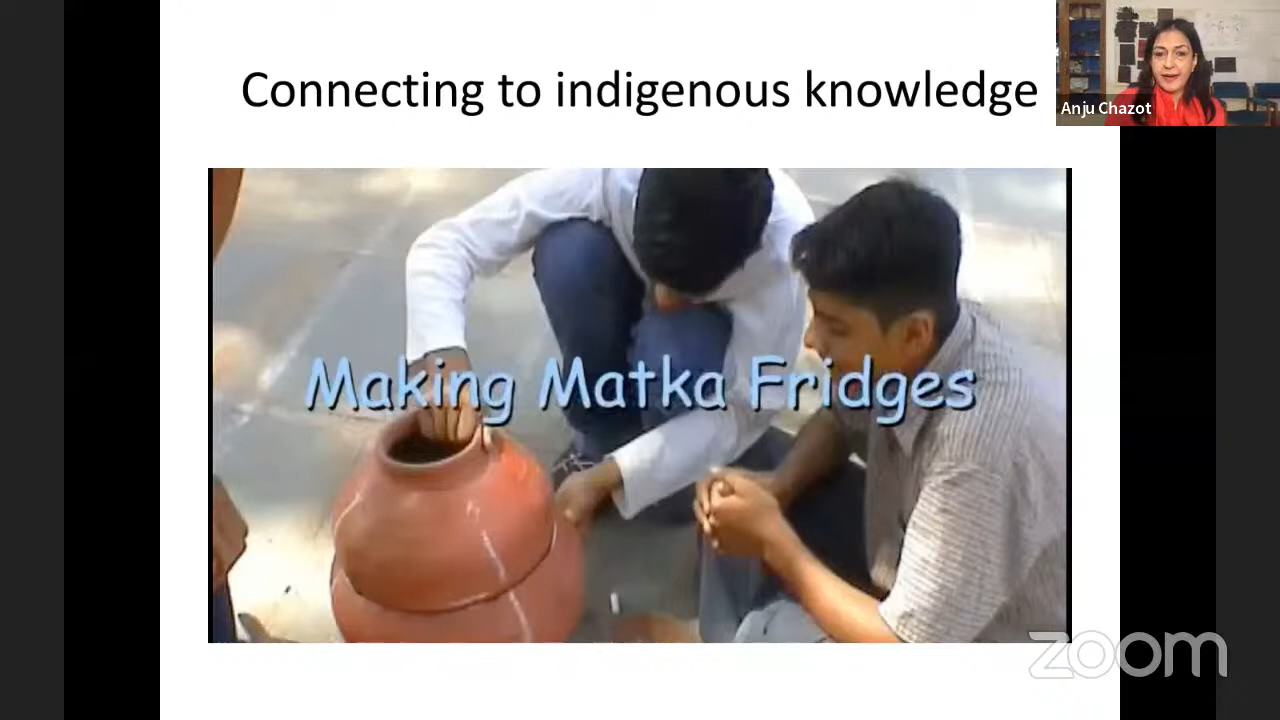 Connecting to indigenous knowledge
Anju Chazot
Making Matka Fridges
zoom